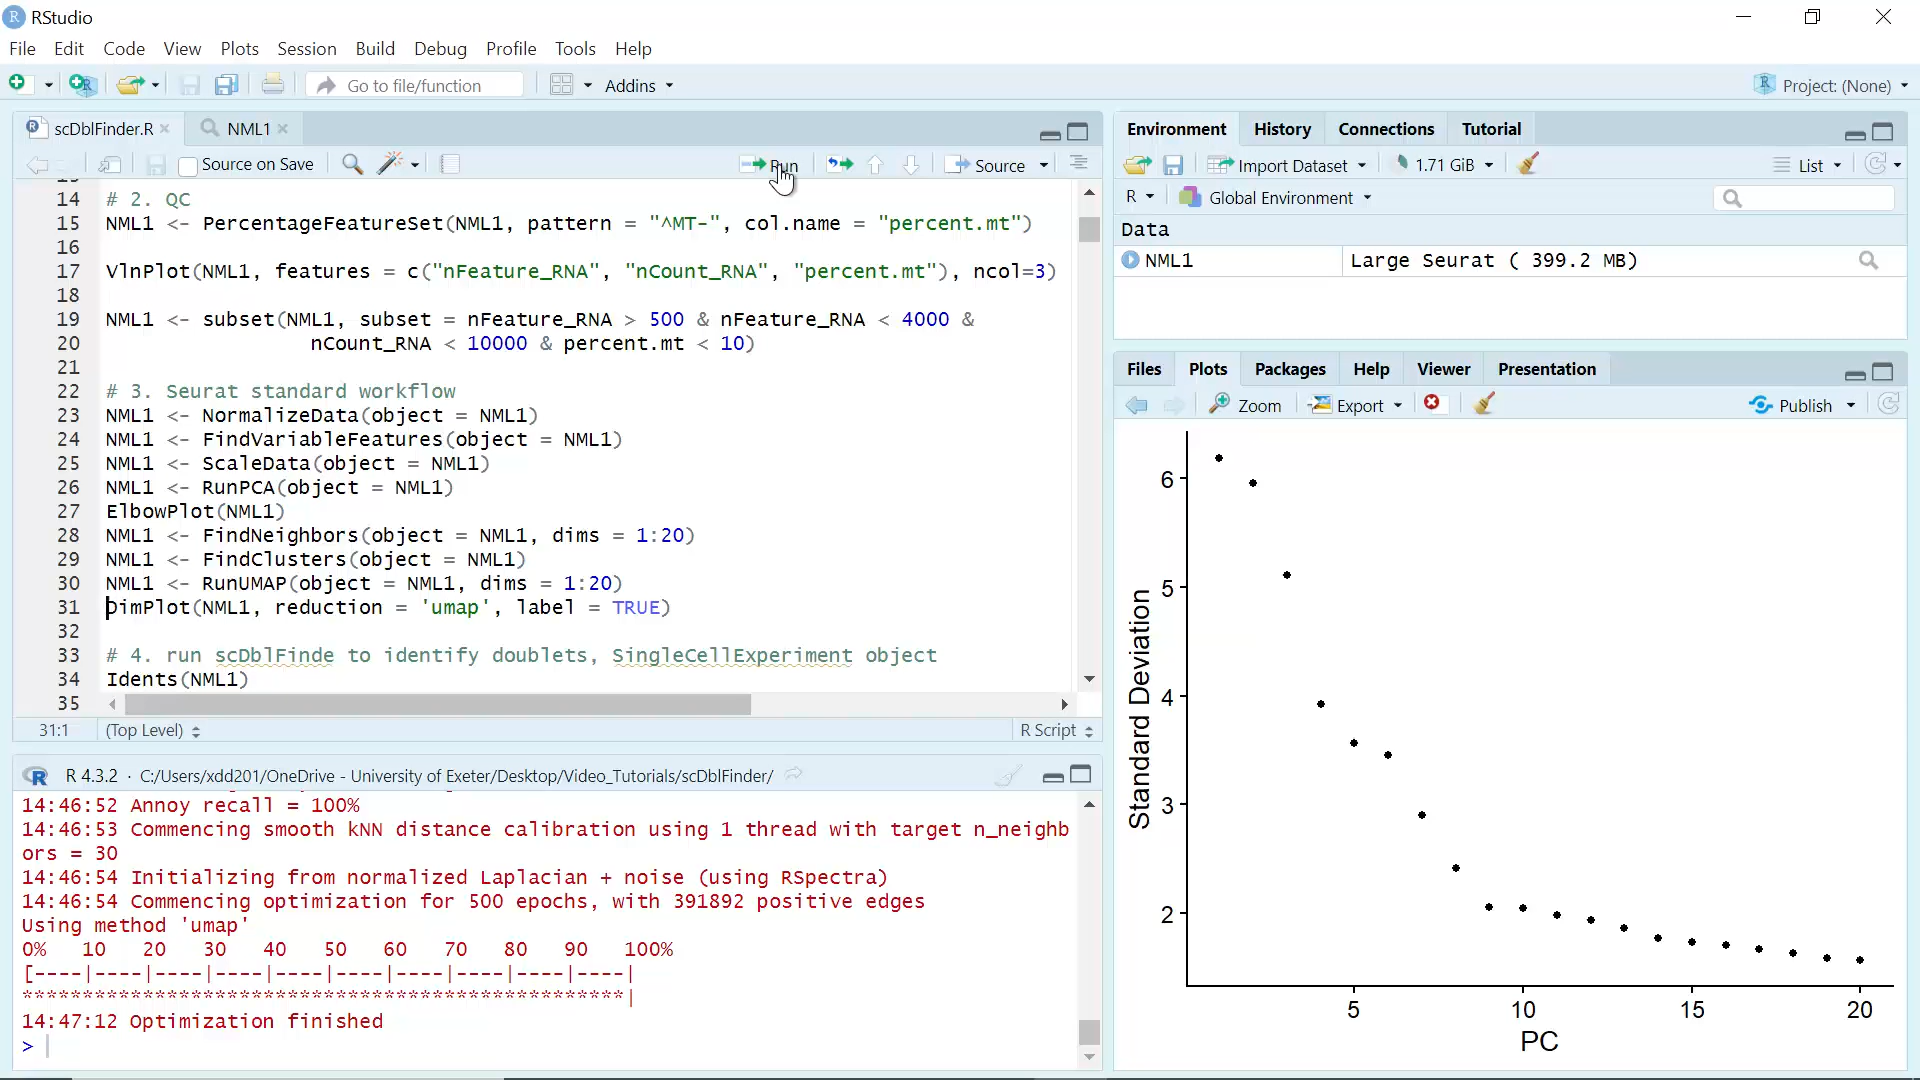 RStudio
File Edit Code View Plots Session Build Debug Profile Tools Help
Go to file/function Addins Project: (None)
scDblFinder.R NML1
Source on Save Run Source
14 # 2. QC
15 NML1 <- PercentageFeatureSet(NML1, pattern = "^MT-", col.name = "percent.mt")
16
17 VlnPlot(NML1, features = c("nFeature_RNA", "nCount_RNA", "percent.mt"), ncol=3)
18
19 NML1 <- subset(NML1, subset = nFeature_RNA > 500 & nFeature_RNA < 4000 &
20 nCount_RNA < 10000 & percent.mt < 10)
21
22 # 3. Seurat standard workflow
23 NML1 <- NormalizeData(object = NML1)
24 NML1 <- FindVariableFeatures(object = NML1)
25 NML1 <- ScaleData(object = NML1)
26 NML1 <- RunPCA(object = NML1)
27 ElbowPlot(NML1)
28 NML1 <- FindNeighbors(object = NML1, dims = 1:20)
29 NML1 <- FindClusters(object = NML1)
30 NML1 <- RunUMAP(object = NML1, dims = 1:20)
31 DimPlot(NML1, reduction = 'umap', label = TRUE)
32
33 # 4. run scDblFinde to identify doublets, SingleCellExperiment object
34 Idents(NML1)
35
31:1 (Top Level) R Script
R 4.3.2 · C:/Users/xdd201/OneDrive - University of Exeter/Desktop/Video_Tutorials/scDblFinder/
14:46:52 Annoy recall = 100%
14:46:53 Commencing smooth kNN distance calibration using 1 thread with target n_neighb
ors = 30
14:46:54 Initializing from normalized Laplacian + noise (using RSpectra)
14:46:54 Commencing optimization for 500 epochs, with 391892 positive edges
Using method 'umap'
0% 10 20 30 40 50 60 70 80 90 100%
[----|----|----|----|----|----|----|----|----|----|
**************************************************|
14:47:12 Optimization finished
>
Environment History Connections Tutorial
Import Dataset 1.71 GiB List
R Global Environment
Data
NML1 Large Seurat ( 399.2 MB)
Files Plots Packages Help Viewer Presentation
Zoom Export Publish
Standard Deviation
6
5
4
3
2
5 10 15 20
PC